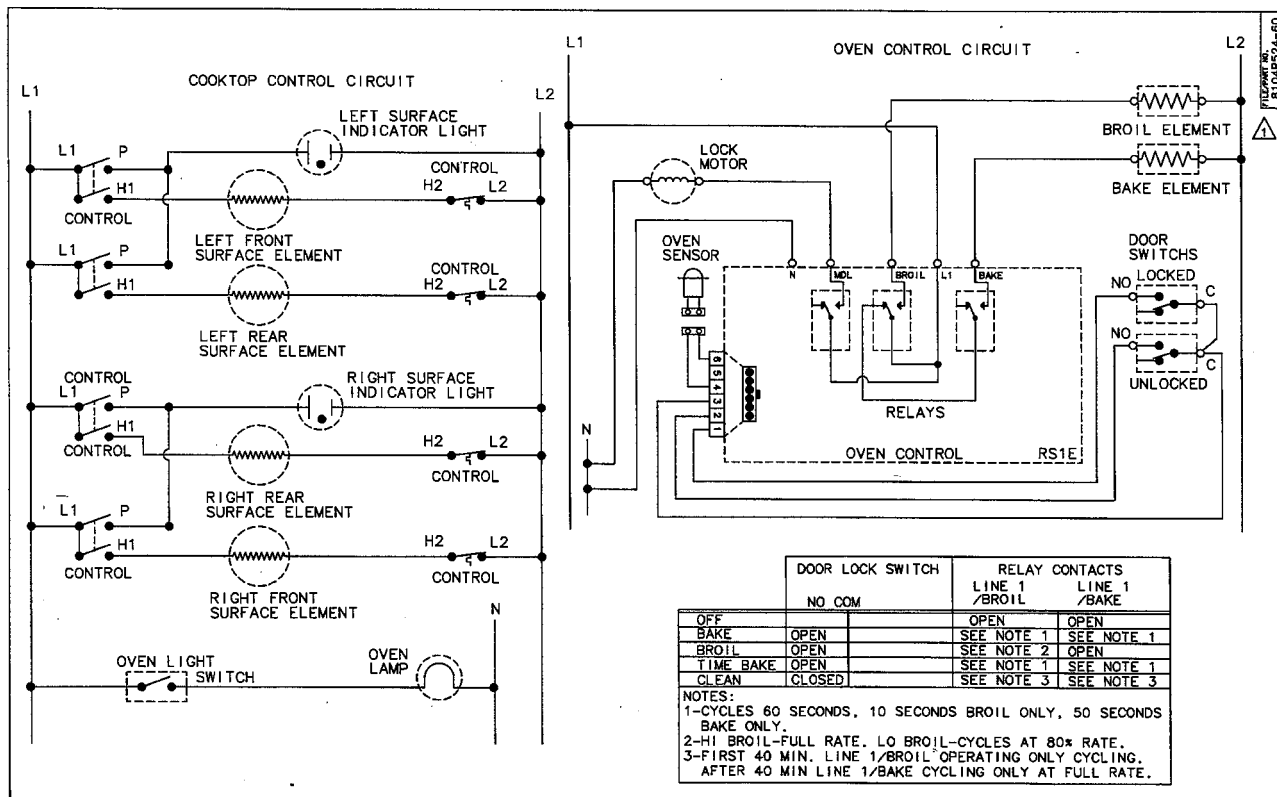 COOKTOP CONTROL CIRCUIT
L1
L2
LEFT SURFACE
INDICATOR LIGHT
L1
P
H1
CONTROL
LEFT FRONT
SURFACE ELEMENT
CONTROL
H2
L2
L1
P
H1
LEFT REAR
SURFACE ELEMENT
CONTROL
H2
L2
CONTROL
L1
P
H1
CONTROL
RIGHT SURFACE
INDICATOR LIGHT
RIGHT REAR
SURFACE ELEMENT
H2
L2
CONTROL
L1
P
H1
CONTROL
RIGHT FRONT
SURFACE ELEMENT
H2
L2
CONTROL
N
OVEN LIGHT
SWITCH
OVEN
LAMP
L1
OVEN CONTROL CIRCUIT
L2
FILE/PART NO.
8104P524-60
1
BROIL ELEMENT
BAKE ELEMENT
LOCK
MOTOR
OVEN
SENSOR
N
MDL
BROIL
L1
BAKE
DOOR
SWITCHS
LOCKED
NO
C
NO
C
UNLOCKED
6
5
4
3
2
1
RELAYS
OVEN CONTROL
RS1E
N
DOOR LOCK SWITCH RELAY CONTACTS
LINE 1 LINE 1
NO COM /BROIL /BAKE
OFF OPEN OPEN
BAKE OPEN SEE NOTE 1 SEE NOTE 1
BROIL OPEN SEE NOTE 2 OPEN
TIME BAKE OPEN SEE NOTE 1 SEE NOTE 1
CLEAN CLOSED SEE NOTE 3 SEE NOTE 3
NOTES:
1-CYCLES 60 SECONDS, 10 SECONDS BROIL ONLY, 50 SECONDS
BAKE ONLY.
2-HI BROIL-FULL RATE. LO BROIL-CYCLES AT 80% RATE.
3-FIRST 40 MIN. LINE 1/BROIL OPERATING ONLY CYCLING.
AFTER 40 MIN LINE 1/BAKE CYCLING ONLY AT FULL RATE.